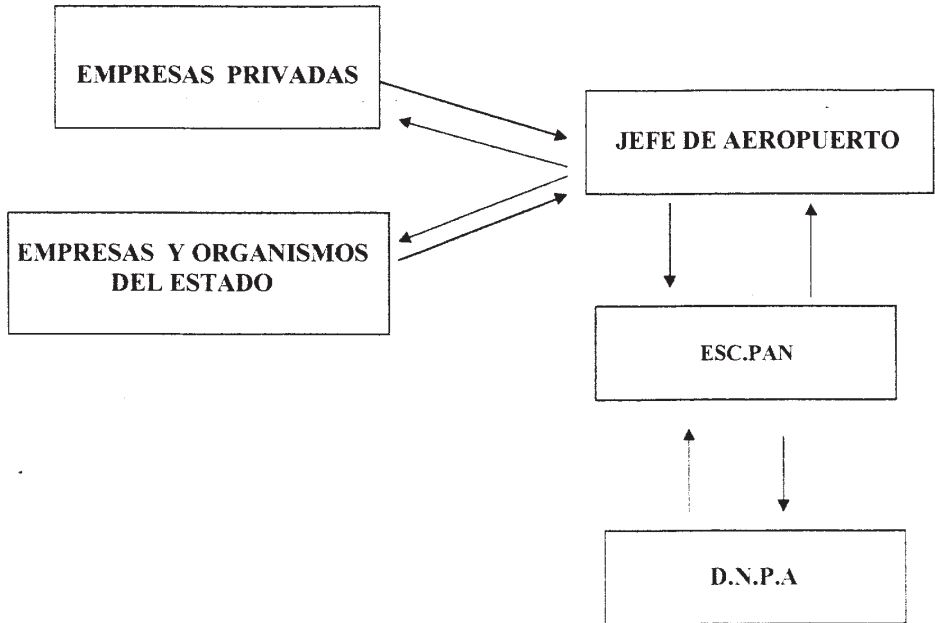 EMPRESAS PRIVADAS
JEFE DE AEROPUERTO
EMPRESAS Y ORGANISMOS
DEL ESTADO
ESC.PAN
D.N.P.A